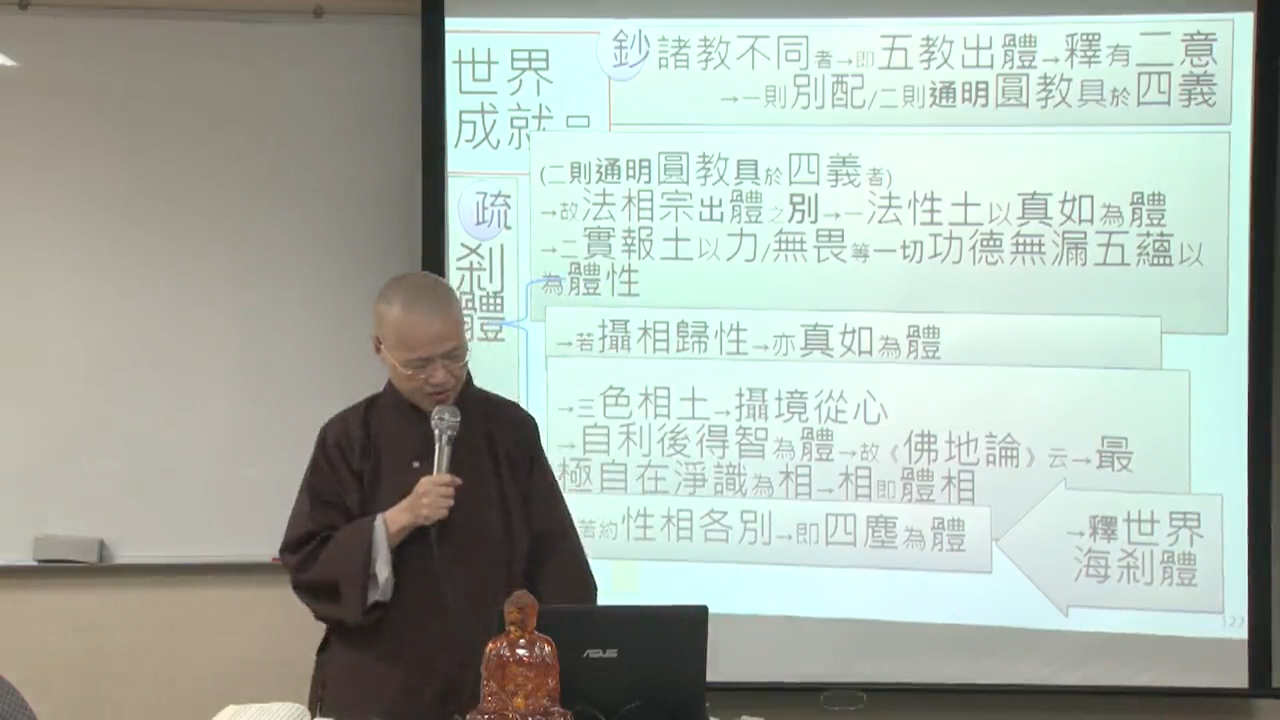 世界
成就品
鈔 諸教不同者→即五教出體→釋有二意
→一則別配/二則通明圓教具於四義
(二則通明圓教具於四義者)
→故法相宗出體之別→一法性土以真如為體
→二實報土以力/無畏等一切功德無漏五蘊以
為體性
疏
剎
體
→若攝相歸性→亦真如為體
→三色相土→攝境從心
→自利後得智為體→故《佛地論》云→最
極自在淨識為相→相即體相
若約性相各別→即四塵為體
→釋世界
海剎體
122
ASUS